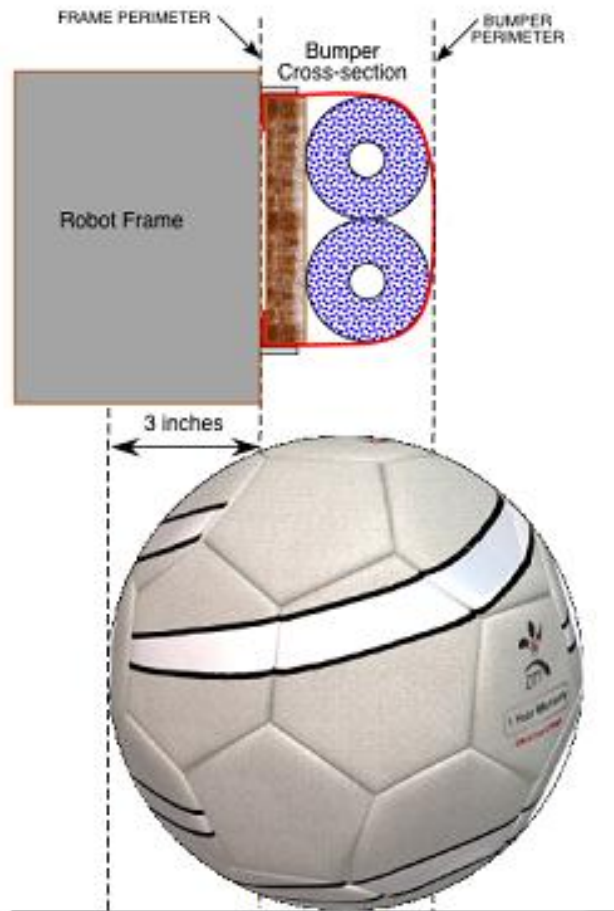 FRAME PERIMETER
BUMPER
PERIMETER
Bumper
Cross-section
Robot Frame
3 inches
1 Year Warranty